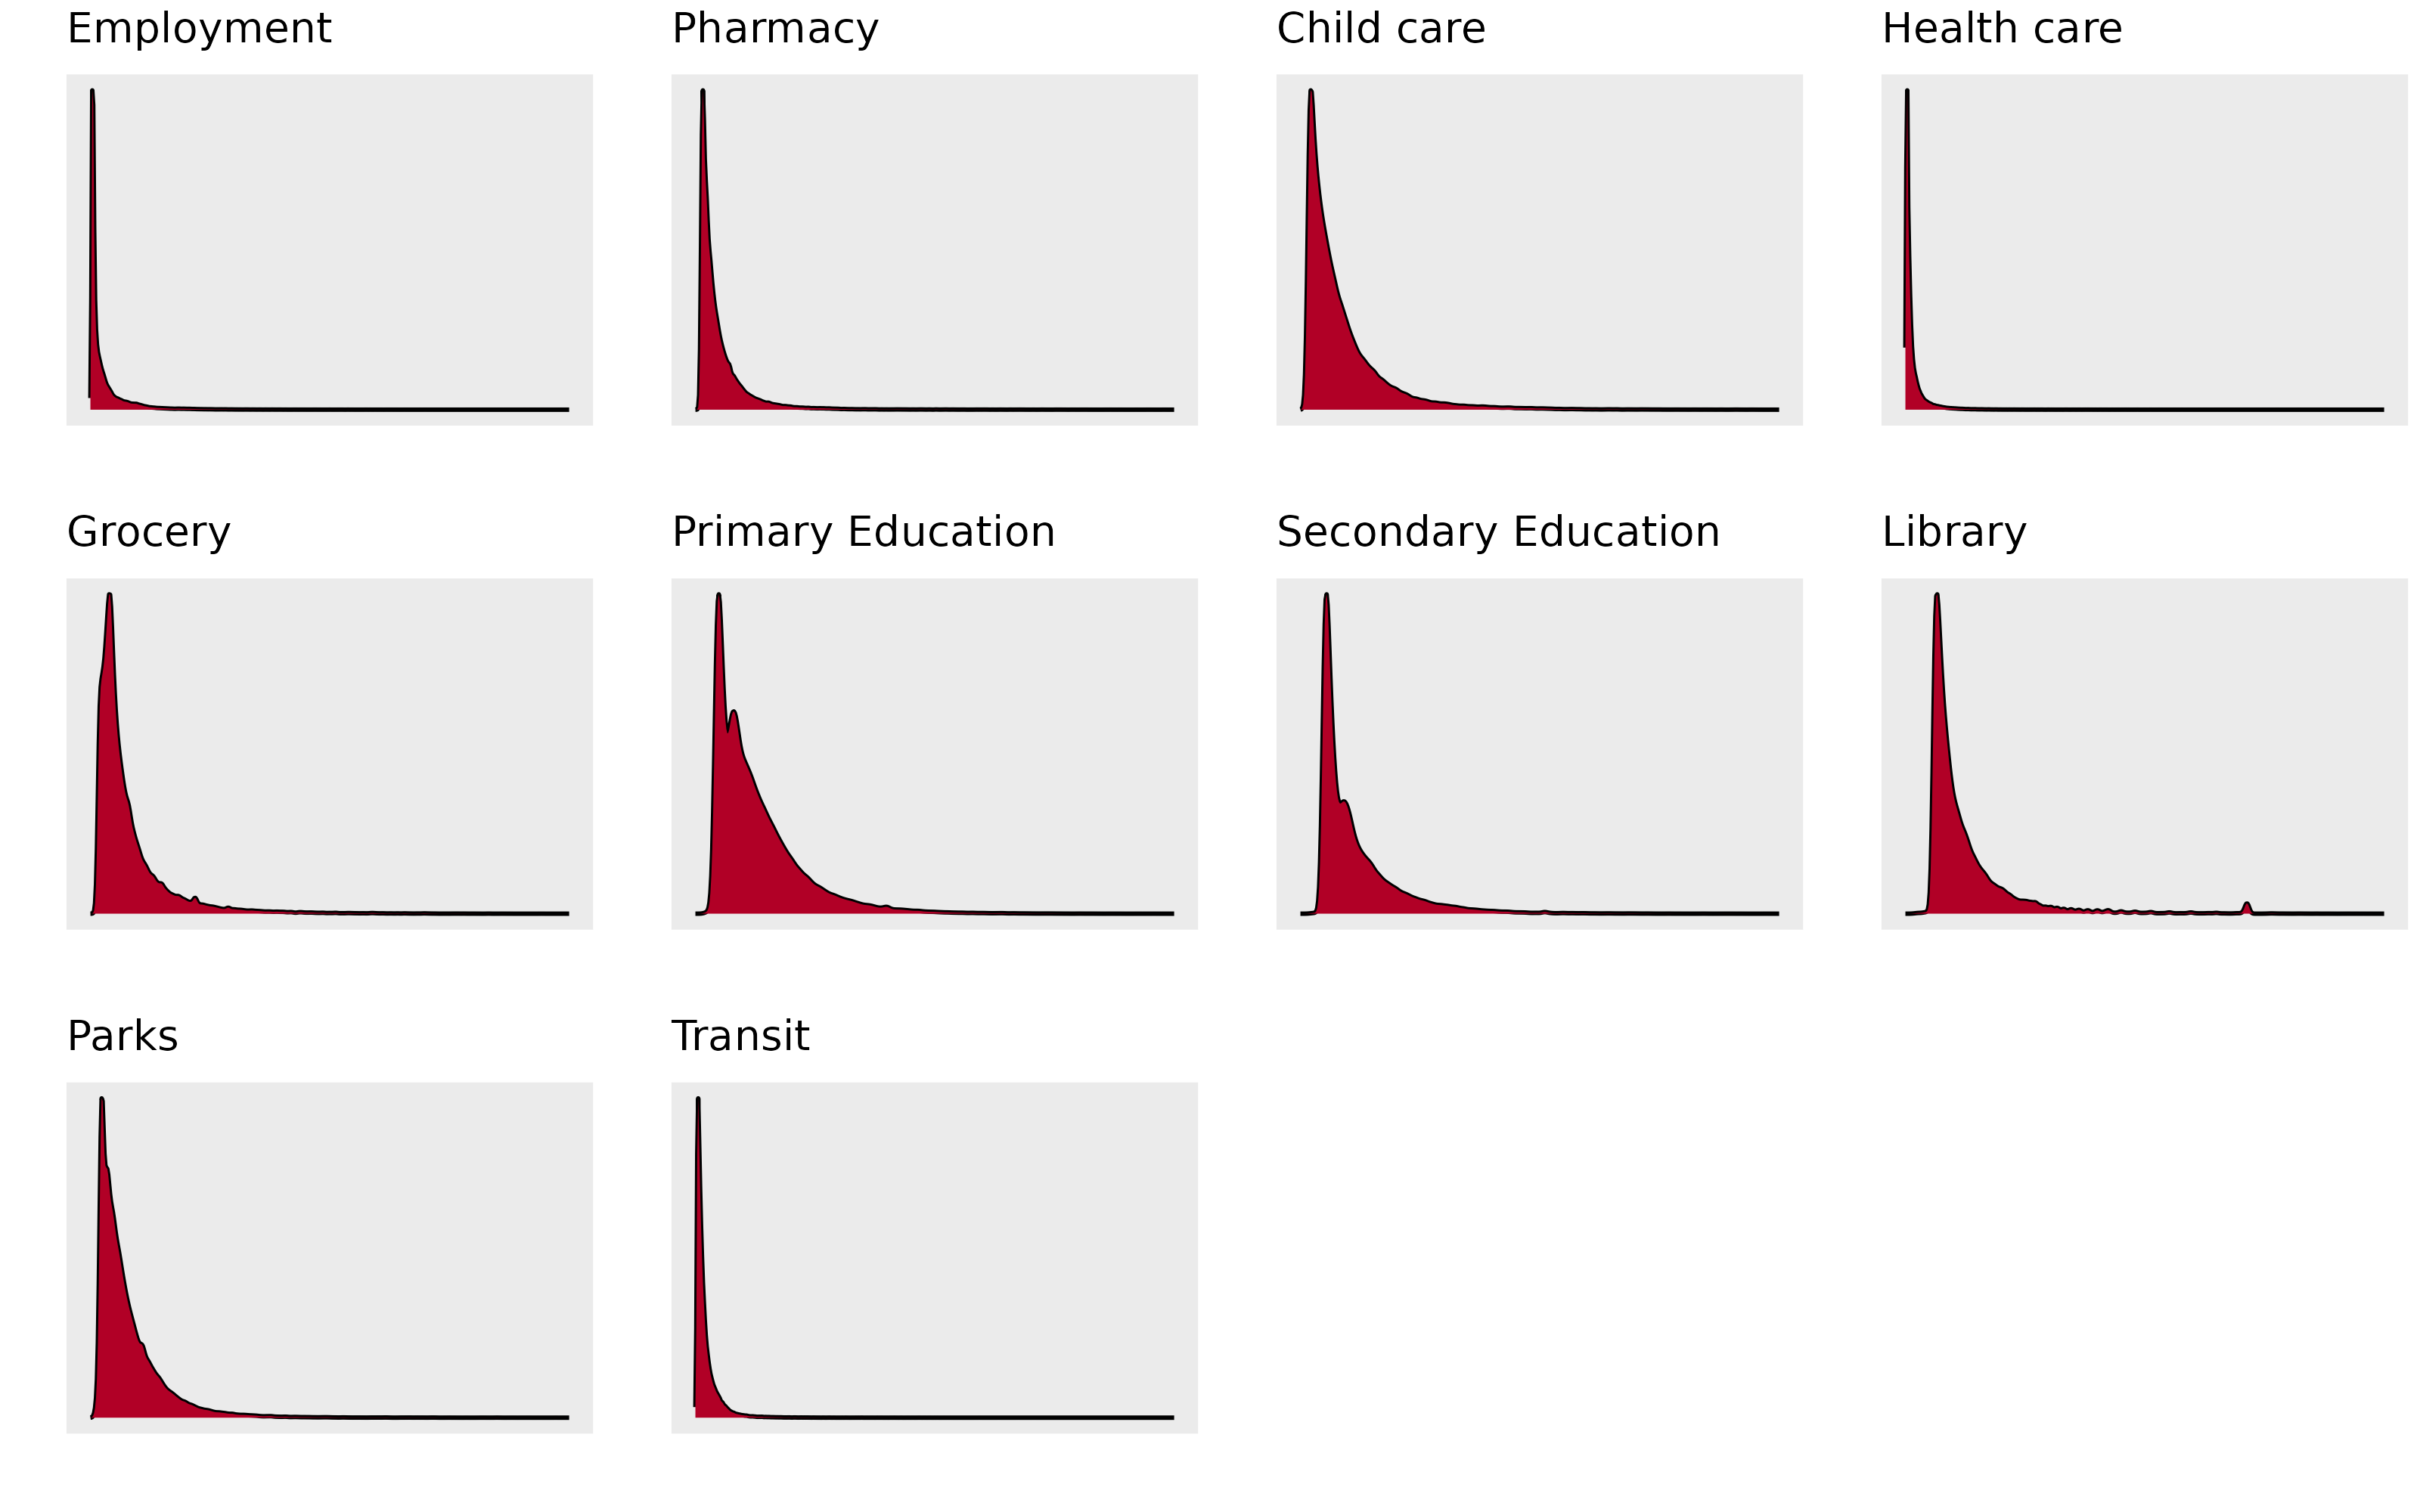 Employment
Pharmacy
Child care
Health care
Grocery
Primary Education
Secondary Education
Library
Parks
Transit